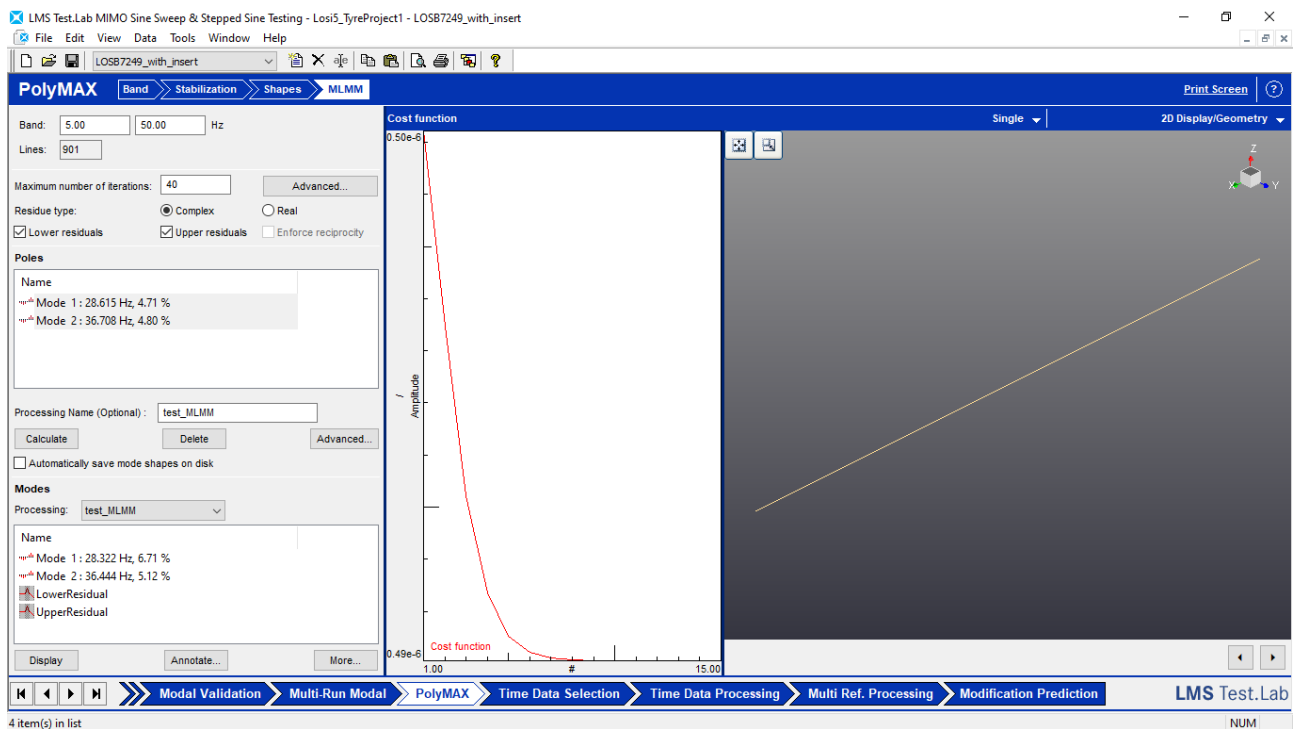 LMS Test.Lab MIMO Sine Sweep & Stepped Sine Testing - Losi5_TyreProject1 - LOSB7249_with_insert
File Edit View Data Tools Window Help
LOSB7249_with_insert
PolyMAX Band Stabilization Shapes MLMM Print Screen ?
Band: 5.00 50.00 Hz
Lines: 901
Maximum number of iterations: 40 Advanced...
Residue type: Complex Real
Lower residuals Upper residuals Enforce reciprocity
Poles
Name
Mode 1 : 28.615 Hz, 4.71 %
Mode 2 : 36.708 Hz, 4.80 %
Processing Name (Optional) : test_MLMM
Calculate Delete Advanced...
Automatically save mode shapes on disk
Modes
Processing: test_MLMM
Name
Mode 1 : 28.322 Hz, 6.71 %
Mode 2 : 36.444 Hz, 5.12 %
LowerResidual
UpperResidual
Display Annotate... More...
Cost function Single 2D Display/Geometry
0.50e-6
/
Amplitude
Cost function
0.49e-6
1.00 # 15.00
Z
X Y
Modal Validation Multi-Run Modal PolyMAX Time Data Selection Time Data Processing Multi Ref. Processing Modification Prediction LMS Test.Lab
4 item(s) in list NUM